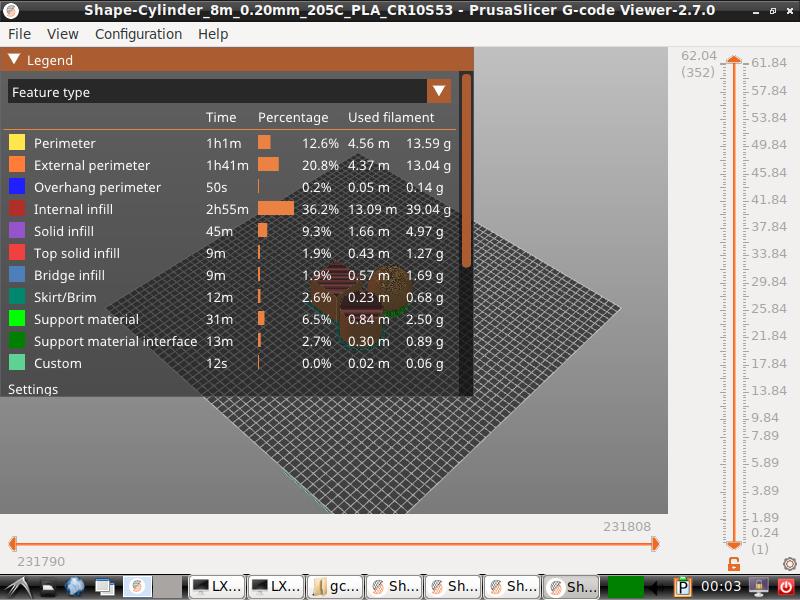 Shape-Cylinder_8m_0.20mm_205C_PLA_CR10S53 - PrusaSlicer G-code Viewer-2.7.0
File View Configuration Help
Legend
Feature type
Time Percentage Used filament
Perimeter 1h1m 12.6% 4.56 m 13.59 g
External perimeter 1h41m 20.8% 4.37 m 13.04 g
Overhang perimeter 50s 0.2% 0.05 m 0.14 g
Internal infill 2h55m 36.2% 13.09 m 39.04 g
Solid infill 45m 9.3% 1.66 m 4.97 g
Top solid infill 9m 1.9% 0.43 m 1.27 g
Bridge infill 9m 1.9% 0.57 m 1.69 g
Skirt/Brim 12m 2.6% 0.23 m 0.68 g
Support material 31m 6.5% 0.84 m 2.50 g
Support material interface 13m 2.7% 0.30 m 0.89 g
Custom 12s 0.0% 0.02 m 0.06 g
Settings
62.04
(352)
61.84
57.84
53.84
49.84
45.84
41.84
37.84
33.84
29.84
25.84
21.84
17.84
13.84
9.84
7.89
5.89
3.89
1.89
0.24
(1)
231808
231790
LX... LX... gc... Sh... Sh... Sh... Sh... P 00:03